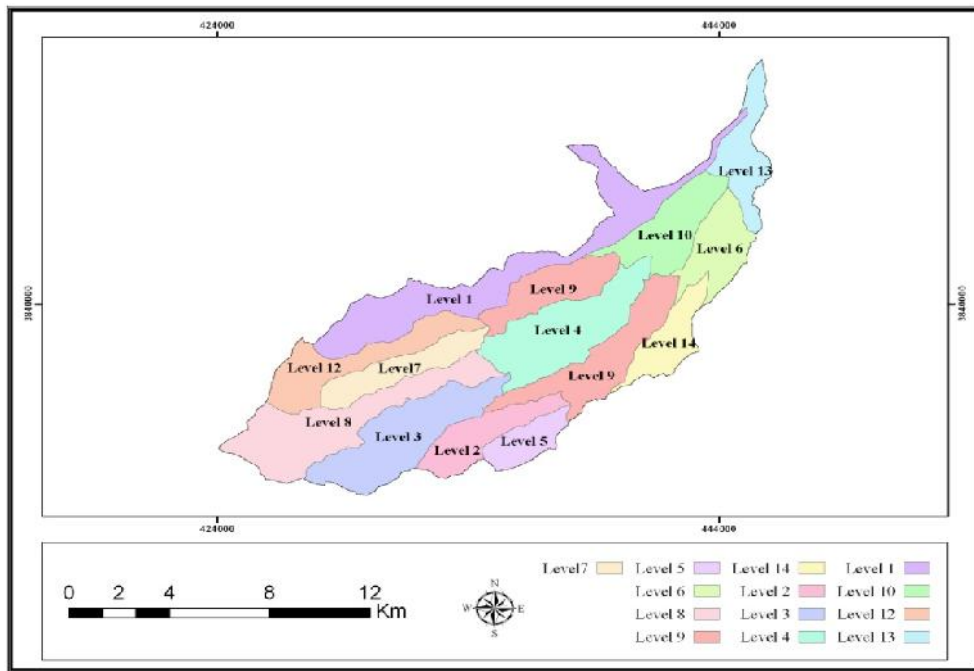 424000 444000
Level 13
Level 10
Level 6
Level 9
Level 1
3840000 3840000
Level 4
Level 14
Level 12
Level7
Level 9
Level 8
Level 3
Level 2
Level 5
424000 444000
Level7 Level 5 Level 14 Level 1
Level 6 Level 2 Level 10
Level 8 Level 3 Level 12
Level 9 Level 4 Level 13
0 2 4 8 12
Km
N
W E
S